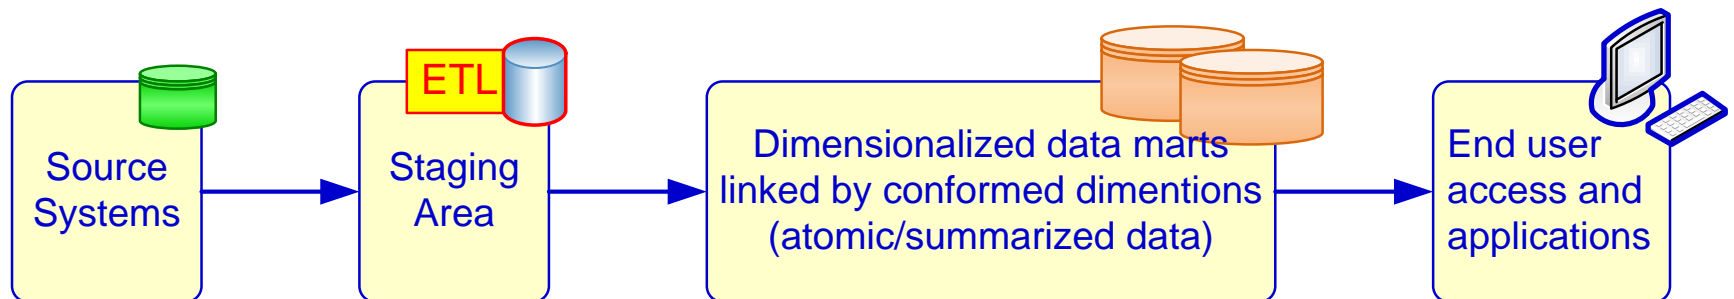 Source
Systems
ETL
Staging
Area
Dimensionalized data marts
linked by conformed dimentions
(atomic/summarized data)
End user
access and
applications